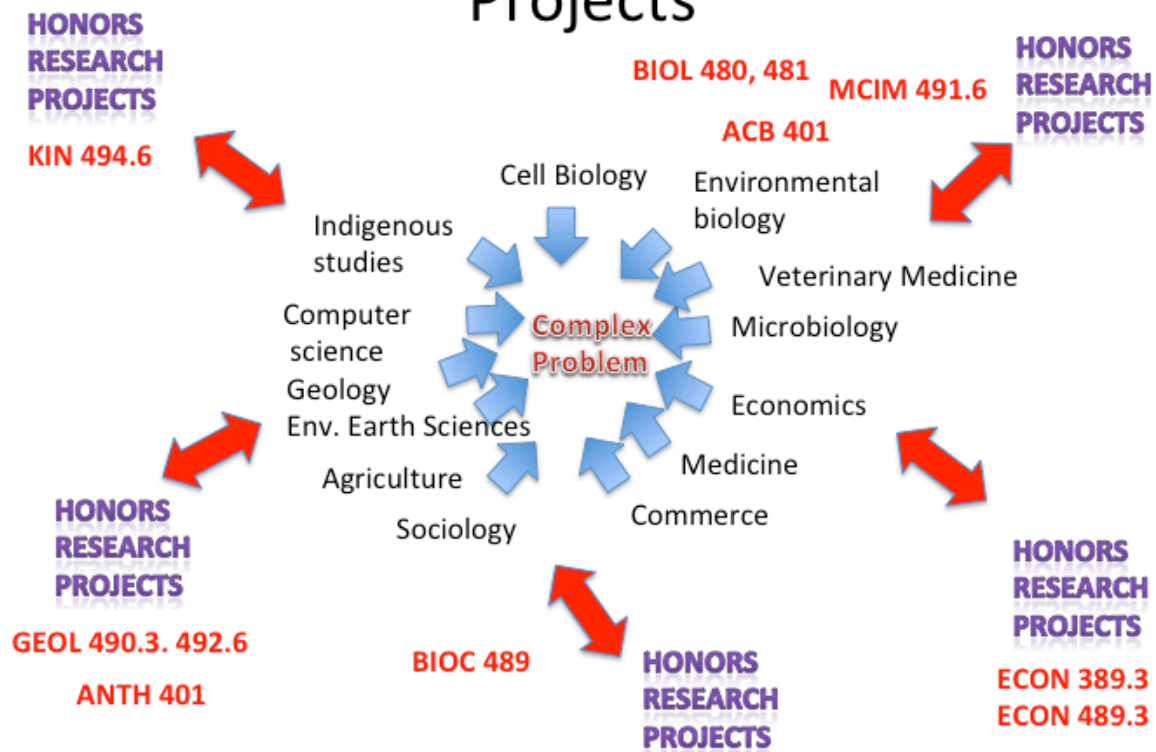 Projects
HONORS
RESEARCH
PROJECTS
KIN 494.6
BIOL 480, 481
MCIM 491.6
ACB 401
HONORS
RESEARCH
PROJECTS
Cell Biology
Environmental
biology
Indigenous
studies
Veterinary Medicine
Computer
science
Complex
Problem
Microbiology
Geology
Env. Earth Sciences
Economics
Agriculture
Medicine
Sociology
Commerce
HONORS
RESEARCH
PROJECTS
GEOL 490.3. 492.6
ANTH 401
BIOC 489
HONORS
RESEARCH
PROJECTS
HONORS
RESEARCH
PROJECTS
ECON 389.3
ECON 489.3